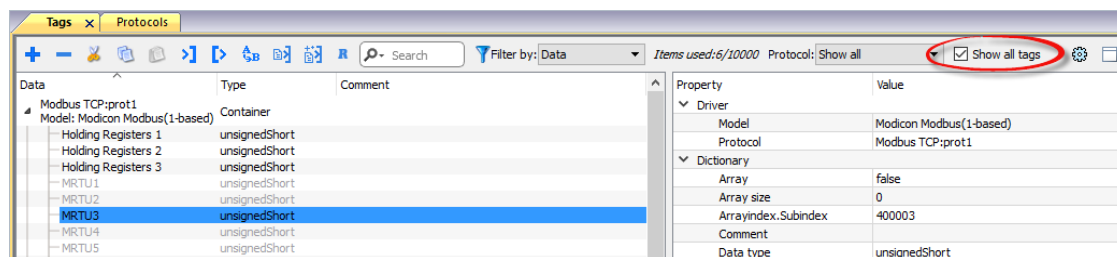 Tags x Protocols
R Search Filter by: Data Items used:6/10000 Protocol: Show all Show all tags
Data Type Comment Property Value
Modbus TCP:prot1
Model: Modicon Modbus(1-based) Container
Driver
Model Modicon Modbus(1-based)
Holding Registers 1 unsignedShort
Protocol Modbus TCP:prot1
Holding Registers 2 unsignedShort
Dictionary
Holding Registers 3 unsignedShort
Array false
MRTU1 unsignedShort
Array size 0
MRTU2 unsignedShort
Arrayindex.Subindex 400003
MRTU3 unsignedShort
Comment
MRTU4 unsignedShort
Data type unsignedShort
MRTU5 unsignedShort